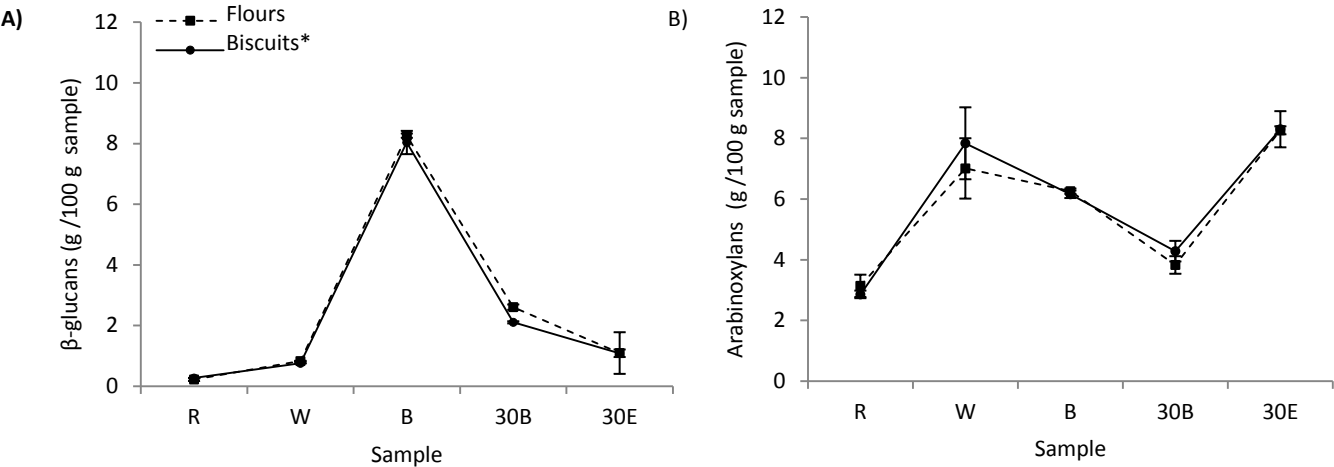 A)
Flours
Biscuits*
β-glucans (g /100 g sample)
12
10
8
6
4
2
0
R W B 30B 30E
Sample
B)
Arabinoxylans (g /100 g sample)
12
10
8
6
4
2
0
R W B 30B 30E
Sample